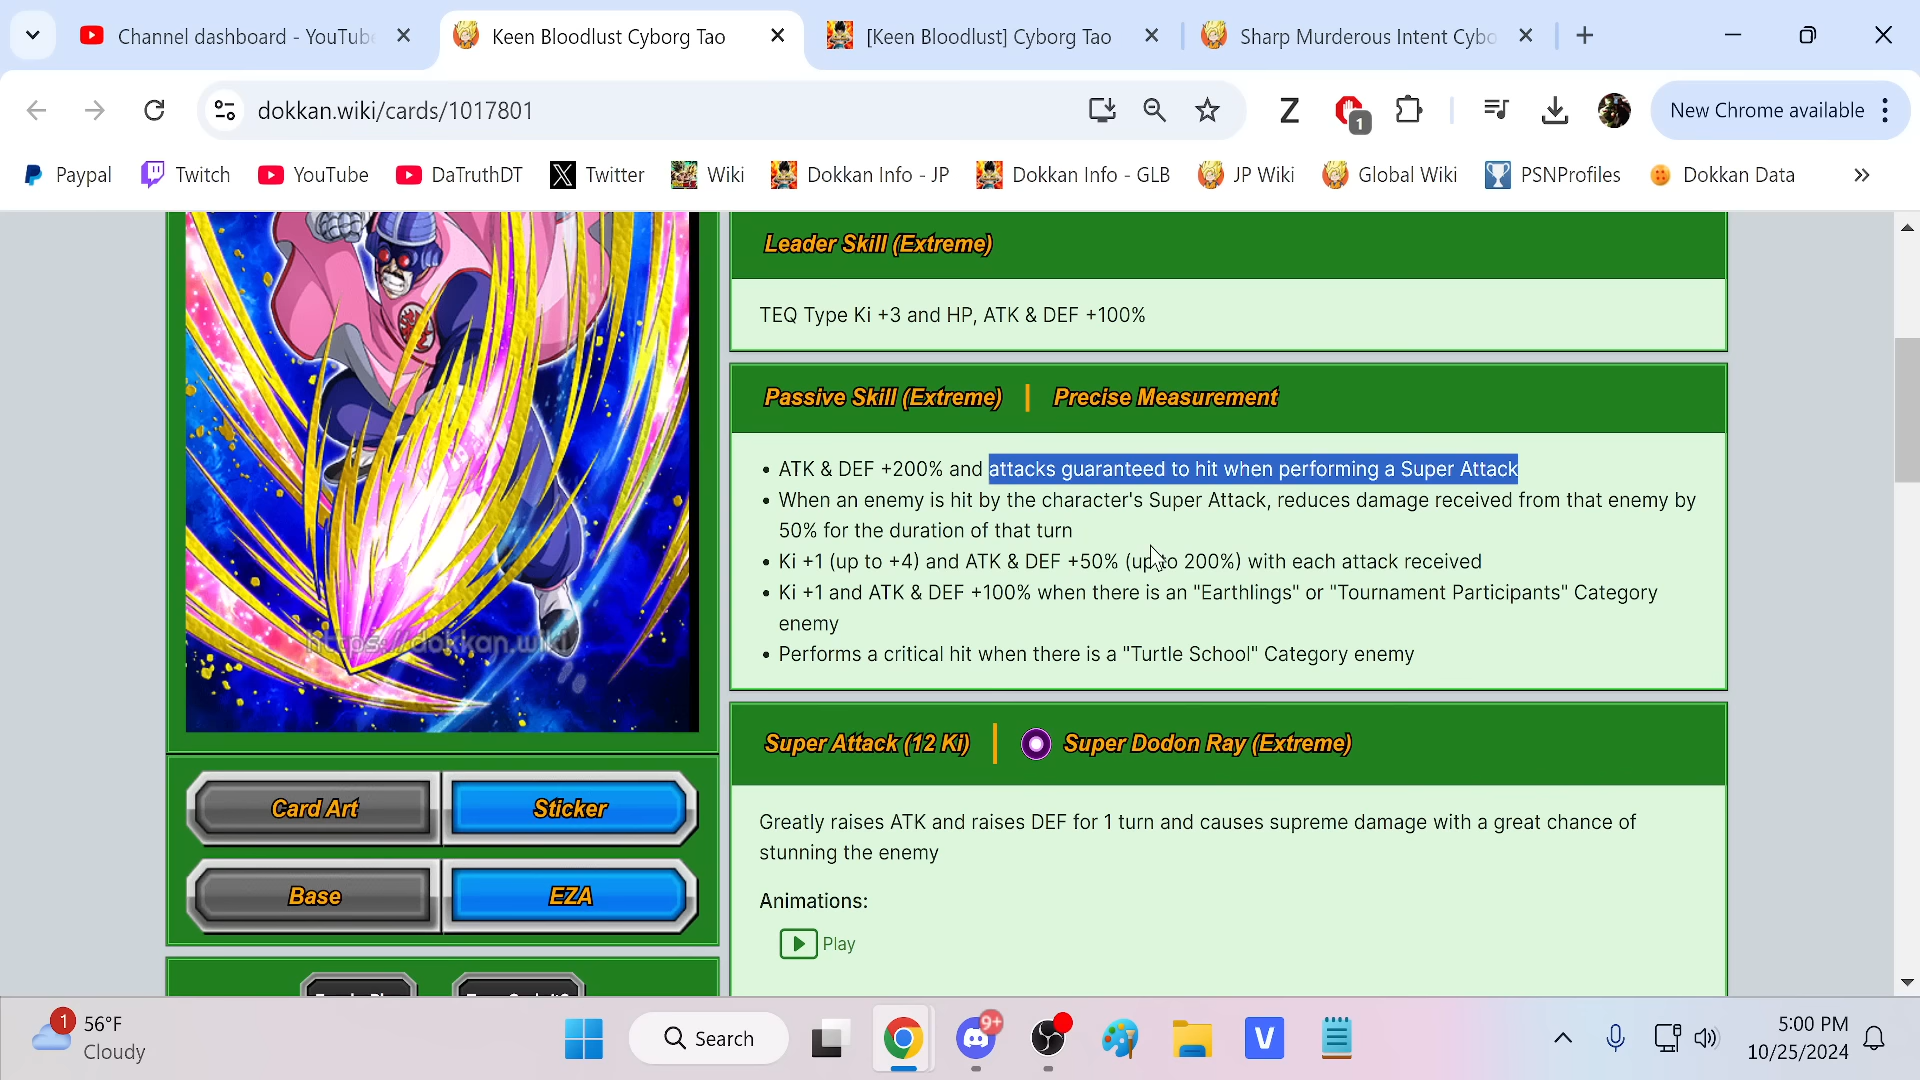 Channel dashboard - YouTube
Keen Bloodlust Cyborg Tao
[Keen Bloodlust] Cyborg Tao
Sharp Murderous Intent Cybo
dokkan.wiki/cards/1017801
Z
1
New Chrome available
Paypal
Twitch
YouTube
DaTruthDT
Twitter
Wiki
Dokkan Info - JP
Dokkan Info - GLB
JP Wiki
Global Wiki
PSNProfiles
Dokkan Data
»
Leader Skill (Extreme)
TEQ Type Ki +3 and HP, ATK & DEF +100%
Passive Skill (Extreme) | Precise Measurement
• ATK & DEF +200% and attacks guaranteed to hit when performing a Super Attack
• When an enemy is hit by the character's Super Attack, reduces damage received from that enemy by
50% for the duration of that turn
• Ki +1 (up to +4) and ATK & DEF +50% (up to 200%) with each attack received
• Ki +1 and ATK & DEF +100% when there is an "Earthlings" or "Tournament Participants" Category
enemy
• Performs a critical hit when there is a "Turtle School" Category enemy
https://dokkan.wiki/
Super Attack (12 Ki) | Super Dodon Ray (Extreme)
Greatly raises ATK and raises DEF for 1 turn and causes supreme damage with a great chance of
stunning the enemy
Animations:
Play
Card Art
Sticker
Base
EZA
1
56°F
Cloudy
Search
9+
V
5:00 PM
10/25/2024